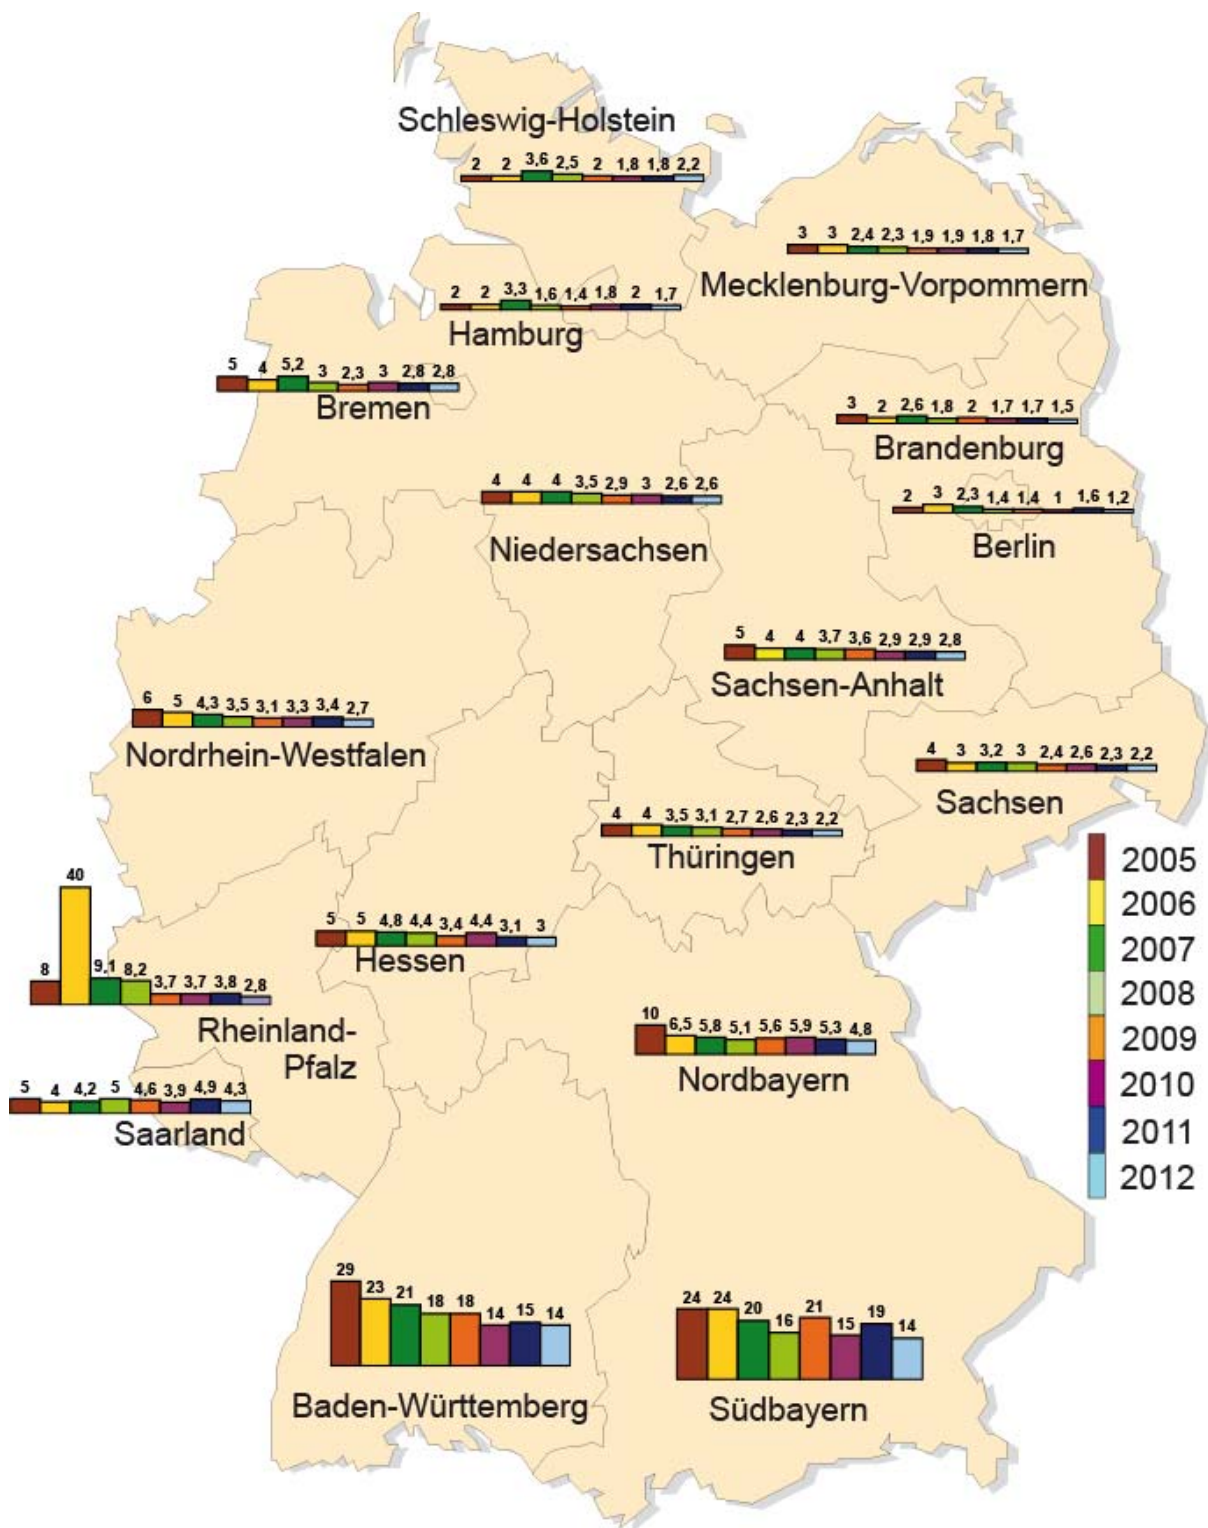 Schleswig-Holstein
2 2 3,6 2,5 2 1,8 1,8 2,2
3 3 2,4 2,3 1,9 1,9 1,8 1,7
Mecklenburg-Vorpommern
2 2 3,3 1,6 1,4 1,8 2 1,7
Hamburg
5 4 5,2 3 2,3 3 2,8 2,8
Bremen
3 2 2,6 1,8 2 1,7 1,7 1,5
Brandenburg
4 4 4 3,5 2,9 3 2,6 2,6
Niedersachsen
2 3 2,3 1,4 1,4 1 1,6 1,2
Berlin
5 4 4 3,7 3,6 2,9 2,9 2,8
Sachsen-Anhalt
6 5 4,3 3,5 3,1 3,3 3,4 2,7
Nordrhein-Westfalen
4 3 3,2 3 2,4 2,6 2,3 2,2
Sachsen
4 4 3,5 3,1 2,7 2,6 2,3 2,2
Thüringen
5 5 4,8 4,4 3,4 4,4 3,1 3
Hessen
8 40 9,1 8,2 3,7 3,7 3,8 2,8
Rheinland-
Pfalz
10 6,5 5,8 5,1 5,6 5,9 5,3 4,8
Nordbayern
5 4 4,2 5 4,6 3,9 4,9 4,3
Saarland
2005
2006
2007
2008
2009
2010
2011
2012
29 23 21 18 18 14 15 14
Baden-Württemberg
24 24 20 16 21 15 19 14
Südbayern